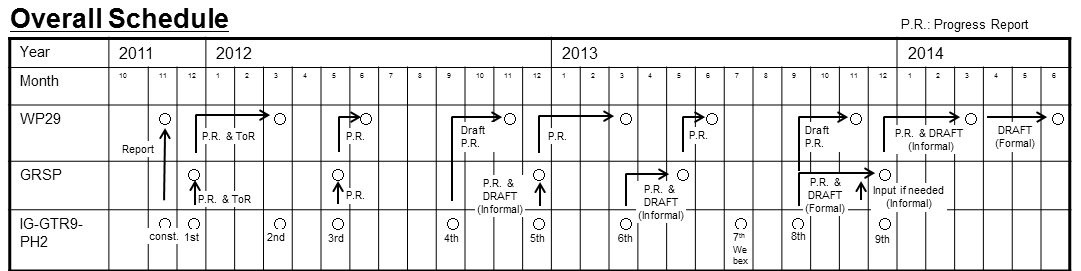 Overall Schedule
P.R.: Progress Report
Year 2011 2012 2013 2014
Month 10 11 12 1 2 3 4 5 6 7 8 9 10 11 12 1 2 3 4 5 6 7 8 9 10 11 12 1 2 3 4 5 6
WP29
Report
P.R. & ToR
P.R.
Draft
P.R.
P.R.
P.R.
Draft
P.R.
P.R. & DRAFT
(Informal)
DRAFT
(Formal)
GRSP
P.R. & ToR
P.R.
P.R. &
DRAFT
(Informal)
P.R. &
DRAFT
(Informal)
P.R. &
DRAFT
(Formal)
Input if needed
(Informal)
IG-GTR9-
PH2
const. 1st 2nd 3rd 4th 5th 6th 7th 8th 9th
We
bex